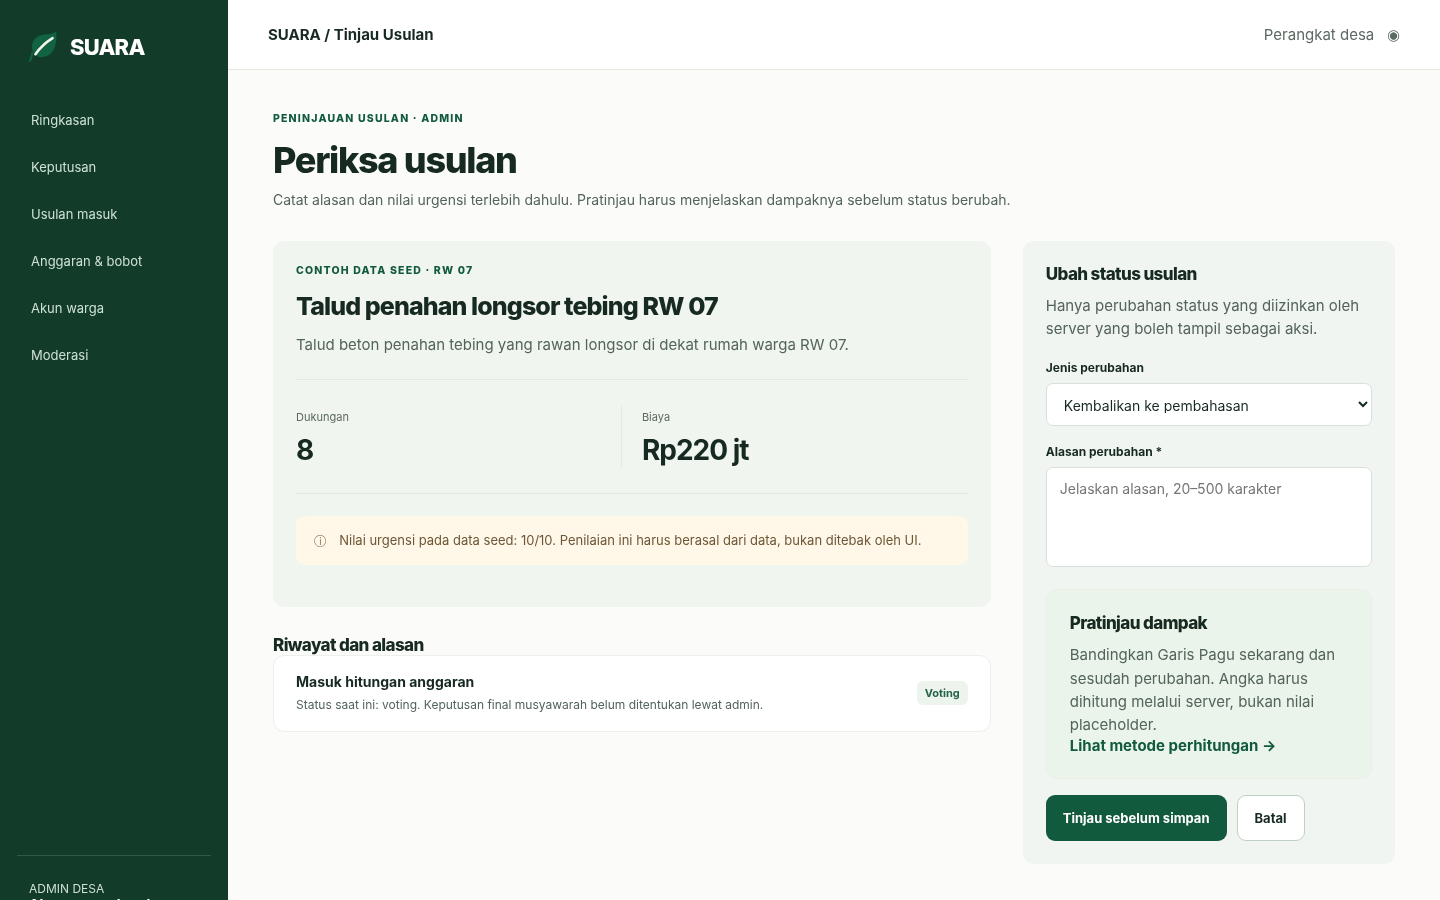 SUARA
Ringkasan
Keputusan
Usulan masuk
Anggaran & bobot
Akun warga
Moderasi
ADMIN DESA
SUARA / Tinjau Usulan
Perangkat desa
PENINJAUAN USULAN · ADMIN
Periksa usulan
Catat alasan dan nilai urgensi terlebih dahulu. Pratinjau harus menjelaskan dampaknya sebelum status berubah.
CONTOH DATA SEED · RW 07
Talud penahan longsor tebing RW 07
Talud beton penahan tebing yang rawan longsor di dekat rumah warga RW 07.
Dukungan
8
Biaya
Rp220 jt
ⓘ Nilai urgensi pada data seed: 10/10. Penilaian ini harus berasal dari data, bukan ditebak oleh UI.
Riwayat dan alasan
Masuk hitungan anggaran
Status saat ini: voting. Keputusan final musyawarah belum ditentukan lewat admin.
Voting
Ubah status usulan
Hanya perubahan status yang diizinkan oleh
server yang boleh tampil sebagai aksi.
Jenis perubahan
Kembalikan ke pembahasan
Alasan perubahan *
Jelaskan alasan, 20–500 karakter
Pratinjau dampak
Bandingkan Garis Pagu sekarang dan
sesudah perubahan. Angka harus
dihitung melalui server, bukan nilai
placeholder.
Lihat metode perhitungan →
Tinjau sebelum simpan
Batal